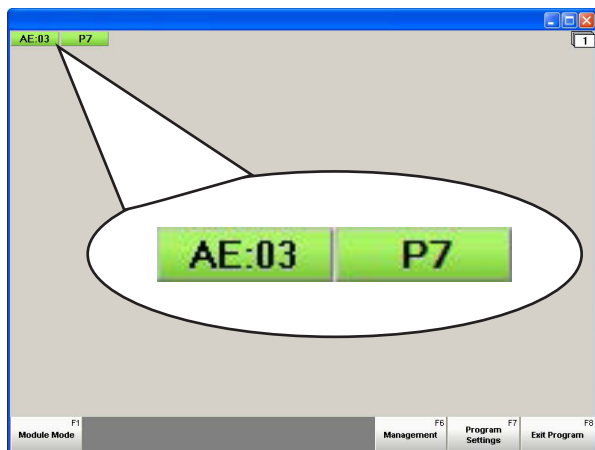 AE:03 P7
1
AE:03 P7
F1
Module Mode
F6
Management
F7
Program
Settings
F8
Exit Program